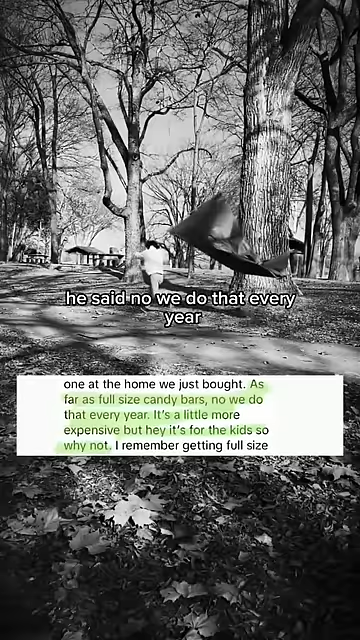 he said no we do that every
year
one at the home we just bought. As
far as full size candy bars, no we do
that every year. It's a little more
expensive but hey it's for the kids so
why not. I remember getting full size